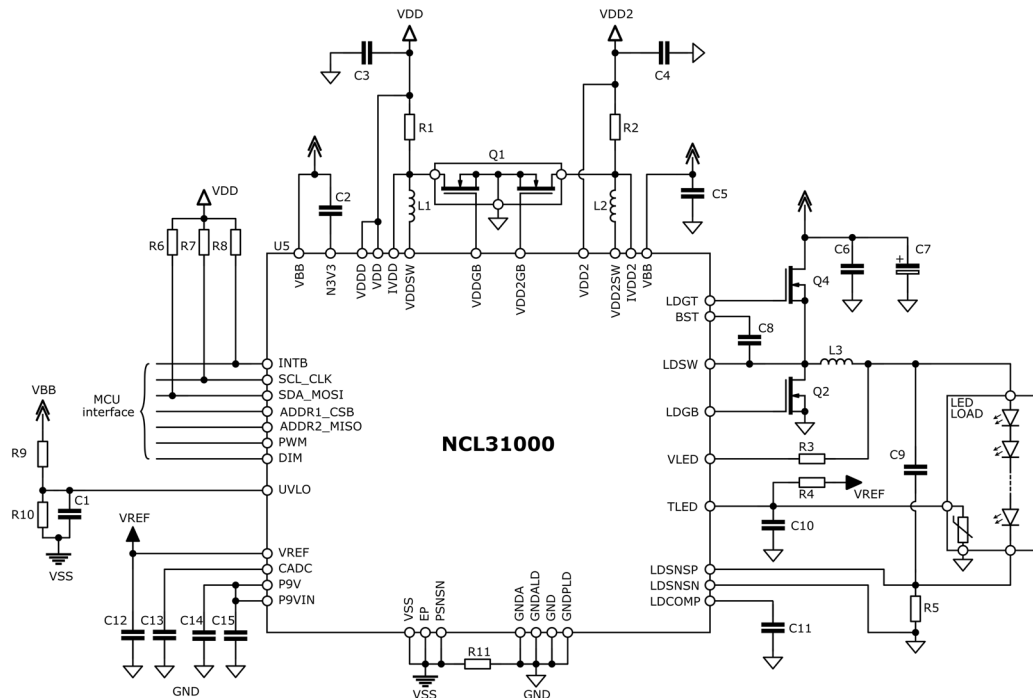 VDD
VDD2
C3
C4
R1
R2
Q1
C2
L1
L2
C5
VDD
R6
R7
R8
U5
VBB
N3V3
VDDD
VDD
IVDD
VDDSW
VDDGB
VDD2GB
VDD2
VDD2SW
IVDD2
VBB
C6
C7
+
Q4
LDGT
BST
C8
L3
INTB
LDSW
SCL_CLK
MCU
interface
SDA_MOSI
ADDR1_CSB
LDGB
Q2
LED
LOAD
ADDR2_MISO
PWM
DIM
NCL31000
VBB
R9
VLED
R3
C9
UVLO
R4
VREF
R10
C1
TLED
C10
VSS
VREF
VREF
CADC
P9V
P9VIN
LDSNSP
LDSNSN
LDCOMP
R5
C12
C13
C14
C15
C11
VSS
EP
PSNSN
GNDA
GNDALD
GND
GNDPLD
R11
GND
VSS
GND